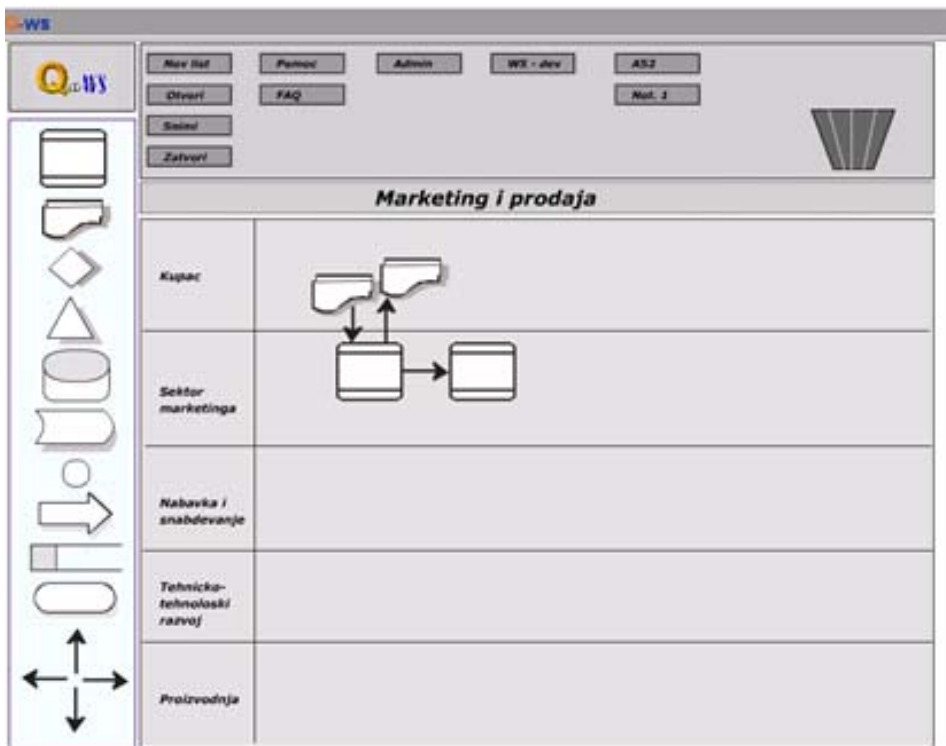 Q-WS
Q WS
Nov list
Pomoc
Admin
WS - dev
AS2
Otvori
FAQ
Not. 1
Snimi
Zatvori
Marketing i prodaja
Kupac
Sektor
marketinga
Nabavka i
snabdevanje
Tehnicko-
tehnoloski
razvoj
Proizvodnja